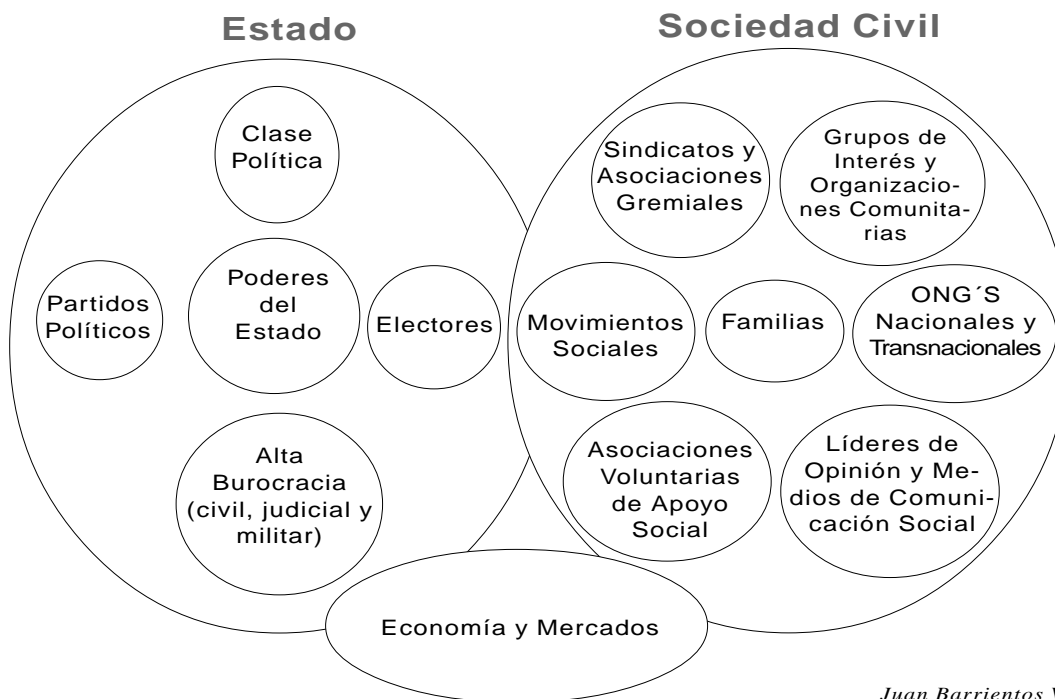 Estado
Sociedad Civil
Clase
Política
Partidos
Políticos
Poderes
del
Estado
Electores
Alta
Burocracia
(civil, judicial y
militar)
Sindicatos y
Asociaciones
Gremiales
Grupos de
Interés y
Organizacio-
nes Comunita-
rias
Movimientos
Sociales
Familias
ONG´S
Nacionales y
Transnacionales
Asociaciones
Voluntarias
de Apoyo
Social
Líderes de
Opinión y Me-
dios de Comuni-
cación Social
Economía y Mercados
Juan Barrientos